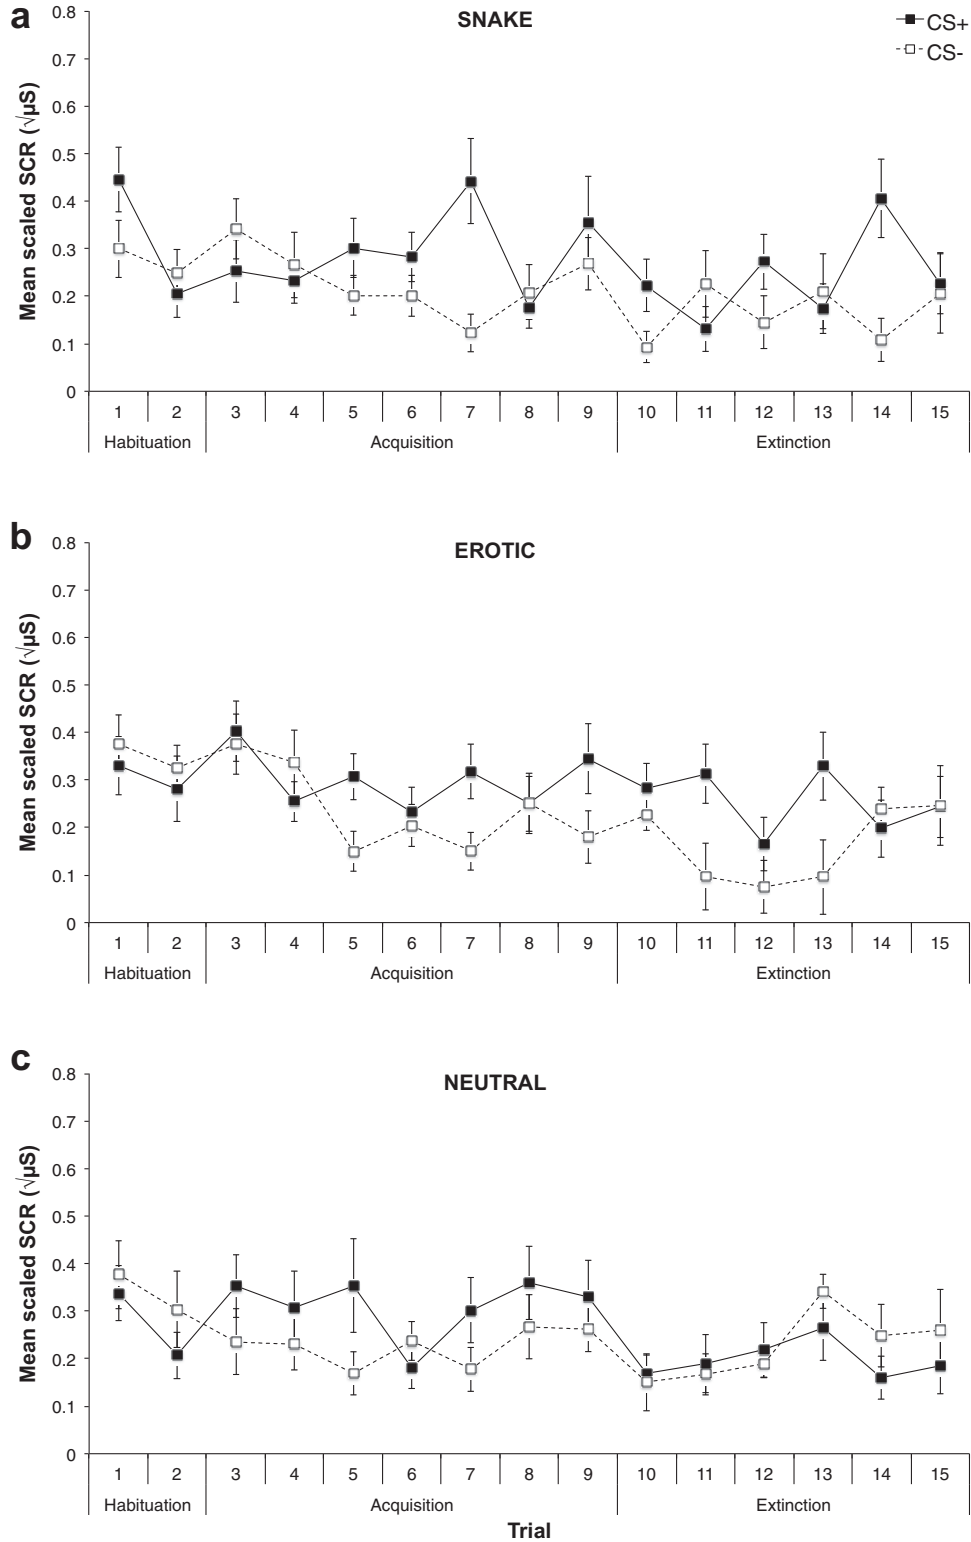 a
SNAKE
CS+
CS-
Mean scaled SCR (√µS)
0.8
0.7
0.6
0.5
0.4
0.3
0.2
0.1
0
1 2 3 4 5 6 7 8 9 10 11 12 13 14 15
Habituation Acquisition Extinction
b
EROTIC
Mean scaled SCR (√µS)
0.8
0.7
0.6
0.5
0.4
0.3
0.2
0.1
0
1 2 3 4 5 6 7 8 9 10 11 12 13 14 15
Habituation Acquisition Extinction
c
NEUTRAL
Mean scaled SCR (√µS)
0.8
0.7
0.6
0.5
0.4
0.3
0.2
0.1
0
1 2 3 4 5 6 7 8 9 10 11 12 13 14 15
Habituation Acquisition Extinction
Trial